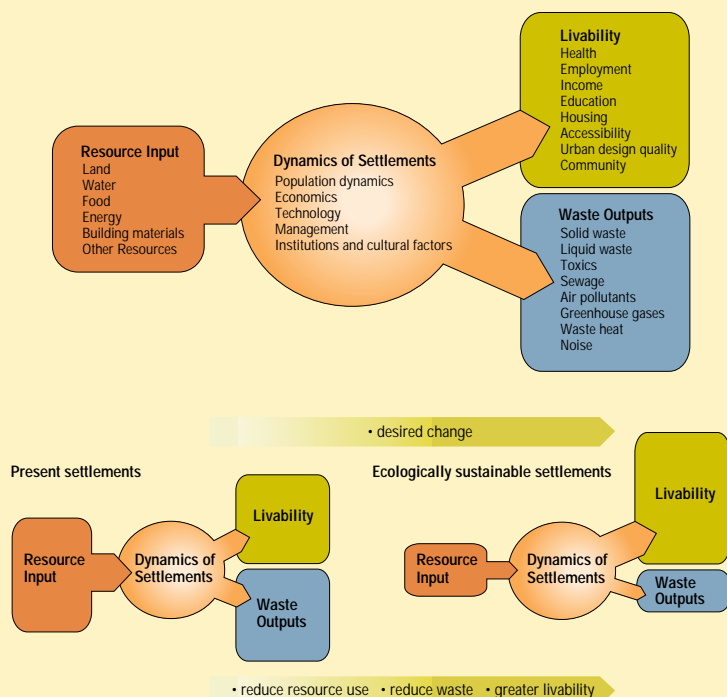 Resource Input
Land
Water
Food
Energy
Building materials
Other Resources
Dynamics of Settlements
Population dynamics
Economics
Technology
Management
Institutions and cultural factors
Livability
Health
Employment
Income
Education
Housing
Accessibility
Urban design quality
Community
Waste Outputs
Solid waste
Liquid waste
Toxics
Sewage
Air pollutants
Greenhouse gases
Waste heat
Noise
• desired change
Present settlements
Resource
Input
Dynamics of
Settlements
Livability
Waste
Outputs
Ecologically sustainable settlements
Resource
Input
Dynamics of
Settlements
Livability
Waste
Outputs
• reduce resource use • reduce waste • greater livability